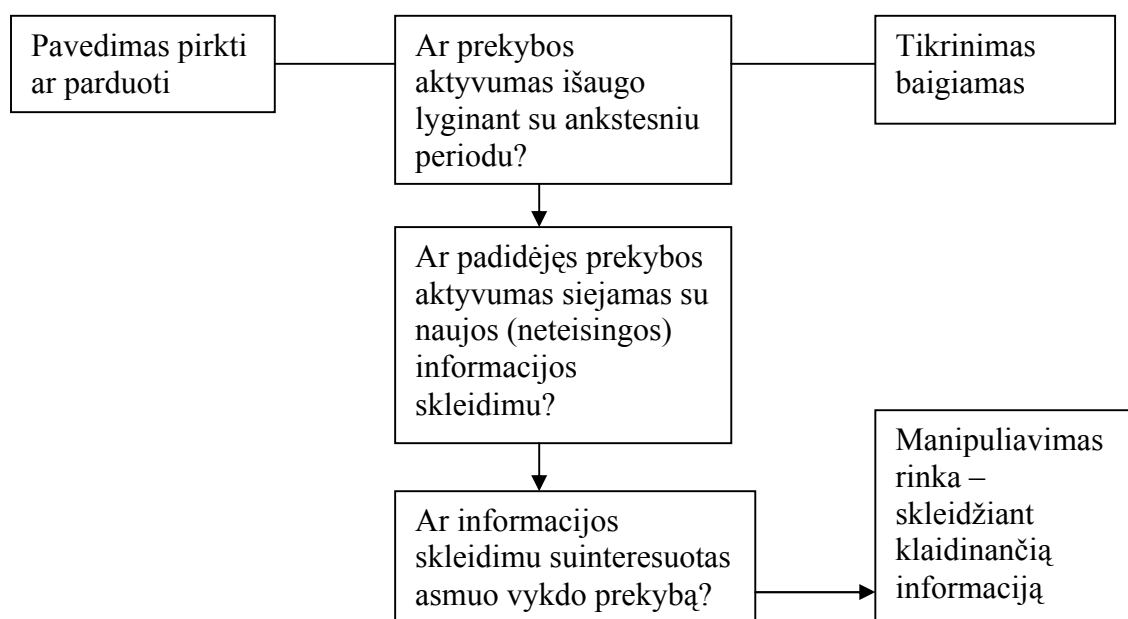 Pavedimas pirkti
ar parduoti
Ar prekybos
aktyvumas išaugo
lyginant su ankstesniu
periodu?
Tikrinimas
baigiamas
Ar padidėjęs prekybos
aktyvumas siejamas su
naujos (neteisingos)
informacijos
skleidimu?
Ar informacijos
skleidimu suinteresuotas
asmuo vykdo prekybą?
Manipuliavimas
rinka –
skleidžiant
klaidinančią
informaciją